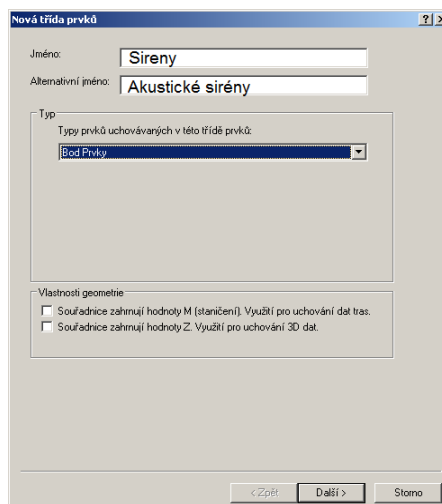 Nová třída prvků
Jméno: Sireny
Alternativní jméno: Akustické sirény
Typ
Typy prvků uchovávaných v této třídě prvků:
Bod Prvky
Vlastnosti geometrie
Souřadnice zahrnují hodnoty M (staničení). Využití pro uchování dat tras.
Souřadnice zahrnují hodnoty Z. Využití pro uchování 3D dat.
< Zpět Další > Storno